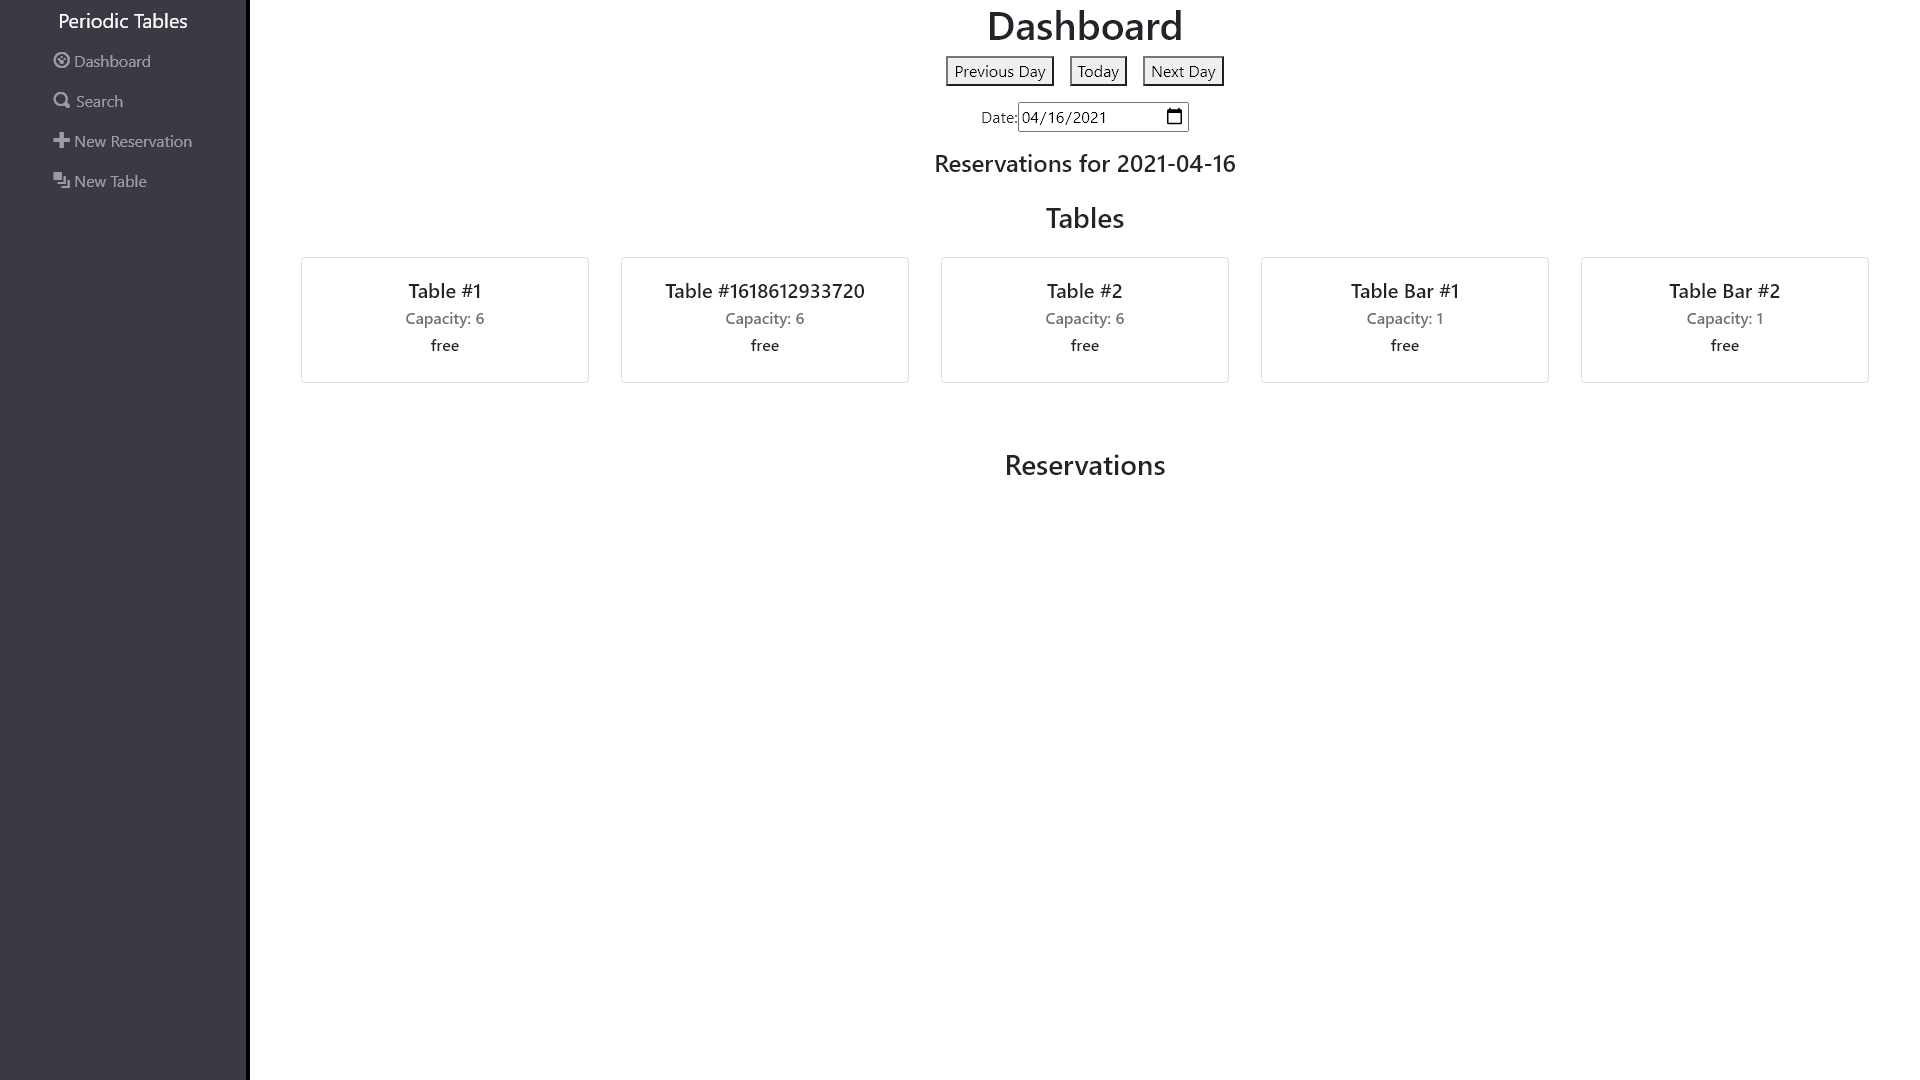 Periodic Tables
Dashboard
Search
New Reservation
New Table
Dashboard
Previous Day Today Next Day
Date: 04/16/2021
Reservations for 2021-04-16
Tables
Table #1
Capacity: 6
free
Table #1618612933720
Capacity: 6
free
Table #2
Capacity: 6
free
Table Bar #1
Capacity: 1
free
Table Bar #2
Capacity: 1
free
Reservations